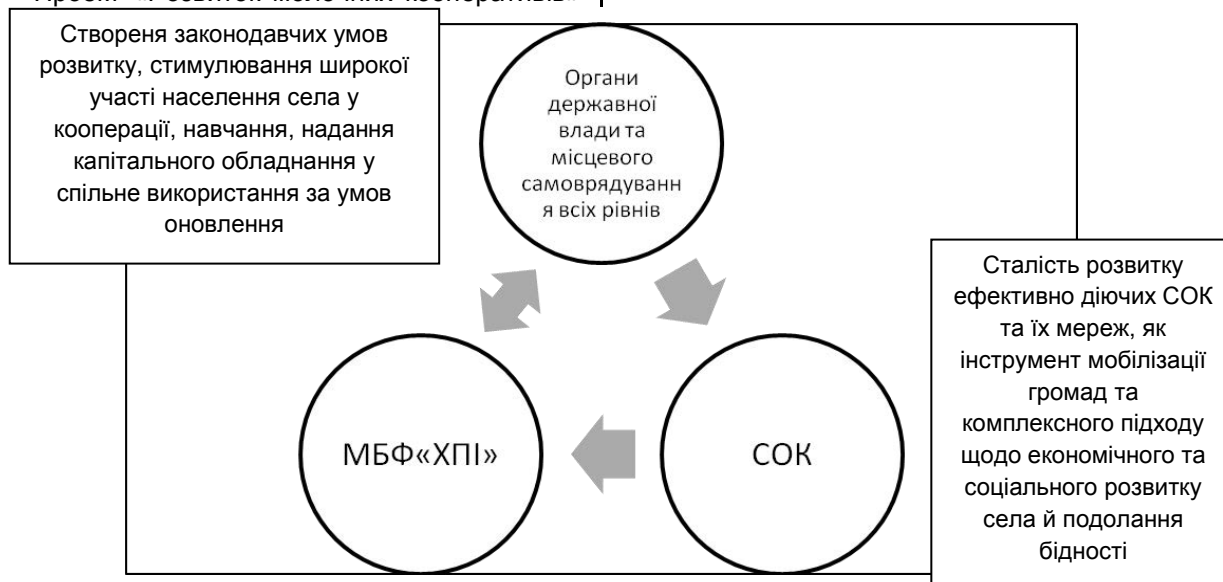 Створеня законодавчих умов
розвитку, стимулювання широкої
участі населення села у
кооперації, навчання, надання
капітального обладнання у
спільне використання за умов
оновлення
Органи
державної
влади та
місцевого
самоврядуванн
я всіх рівнів
Сталість розвитку
ефективно діючих СОК
та їх мереж, як
інструмент мобілізації
громад та
комплексного підходу
щодо економічного та
соціального розвитку
села й подолання
бідності
МБФ«ХПІ»
СОК